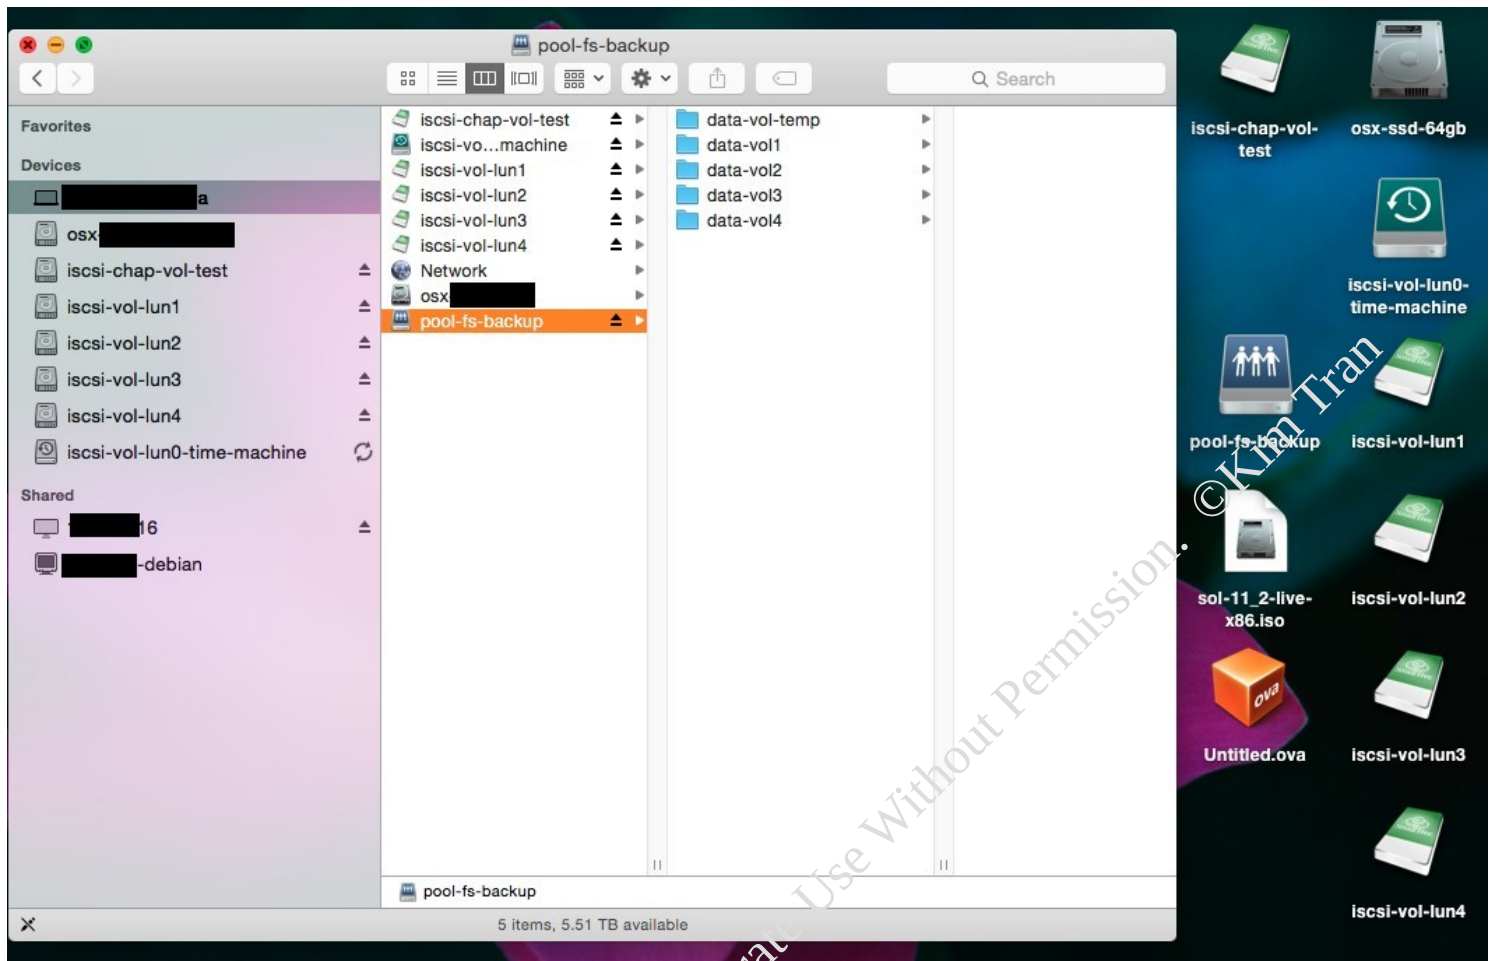 pool-fs-backup
Search
Favorites
Devices
a
osx-
iscsi-chap-vol-test
iscsi-vol-lun1
iscsi-vol-lun2
iscsi-vol-lun3
iscsi-vol-lun4
iscsi-vol-lun0-time-machine
Shared
16
-debian
iscsi-chap-vol-test
iscsi-vo...machine
iscsi-vol-lun1
iscsi-vol-lun2
iscsi-vol-lun3
iscsi-vol-lun4
Network
osx
pool-fs-backup
data-vol-temp
data-vol1
data-vol2
data-vol3
data-vol4
pool-fs-backup
5 items, 5.51 TB available
iscsi-chap-vol-
test
osx-ssd-64gb
iscsi-vol-lun0-
time-machine
pool-fs-backup
iscsi-vol-lun1
sol-11_2-live-
x86.iso
iscsi-vol-lun2
ova
Untitled.ova
iscsi-vol-lun3
iscsi-vol-lun4
Use Without Permission. ©Kim Tran